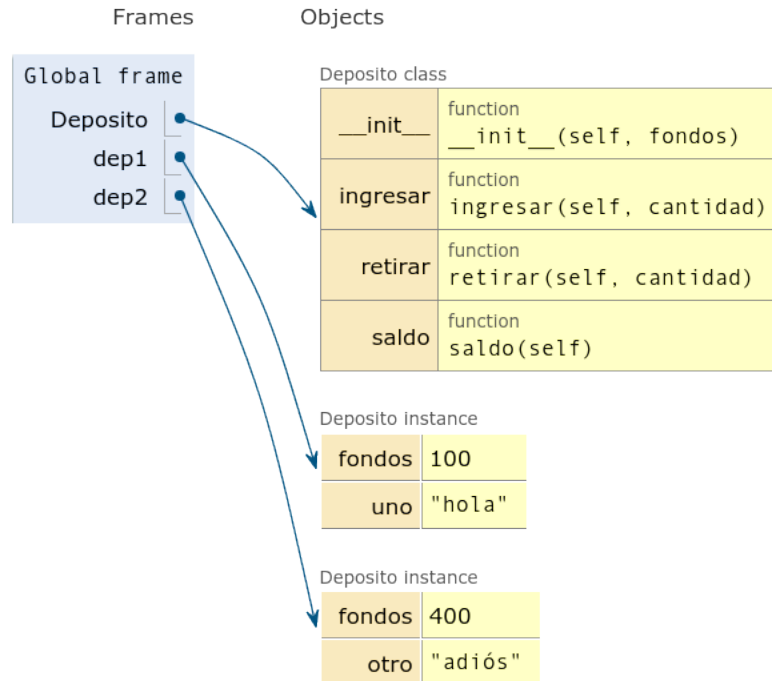 Frames Objects
Global frame
Deposito
dep1
dep2
Deposito class
__init__ function
__init__(self, fondos)
ingresar function
ingresar(self, cantidad)
retirar function
retirar(self, cantidad)
saldo function
saldo(self)
Deposito instance
fondos 100
uno "hola"
Deposito instance
fondos 400
otro "adiós"